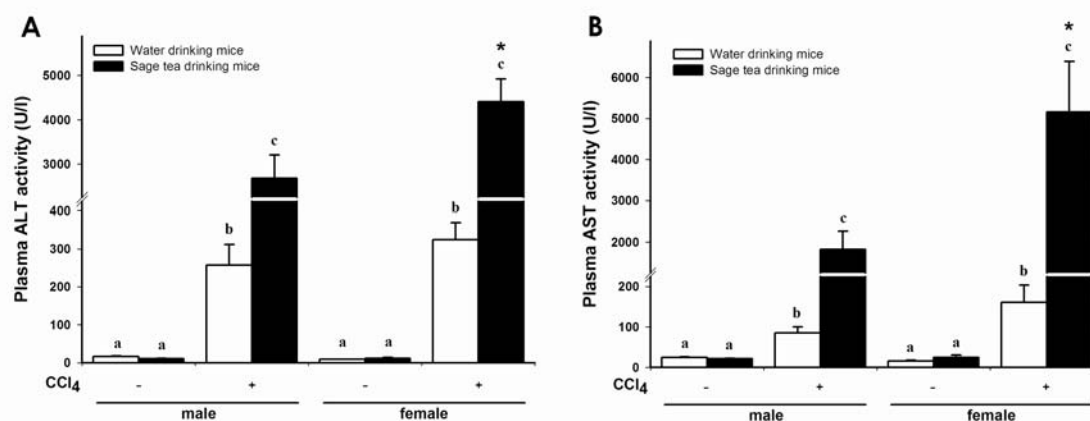 A
Water drinking mice
Sage tea drinking mice
Plasma ALT activity (U/l)
5000
4000
3000
400
300
200
100
0
a
a
b
c
a
a
b
*
c
CCl4
-
+
-
+
male
female
B
Water drinking mice
Sage tea drinking mice
Plasma AST activity (U/l)
6000
5000
4000
3000
2000
200
100
0
a
a
b
c
a
a
b
*
c
-
+
-
+
male
female